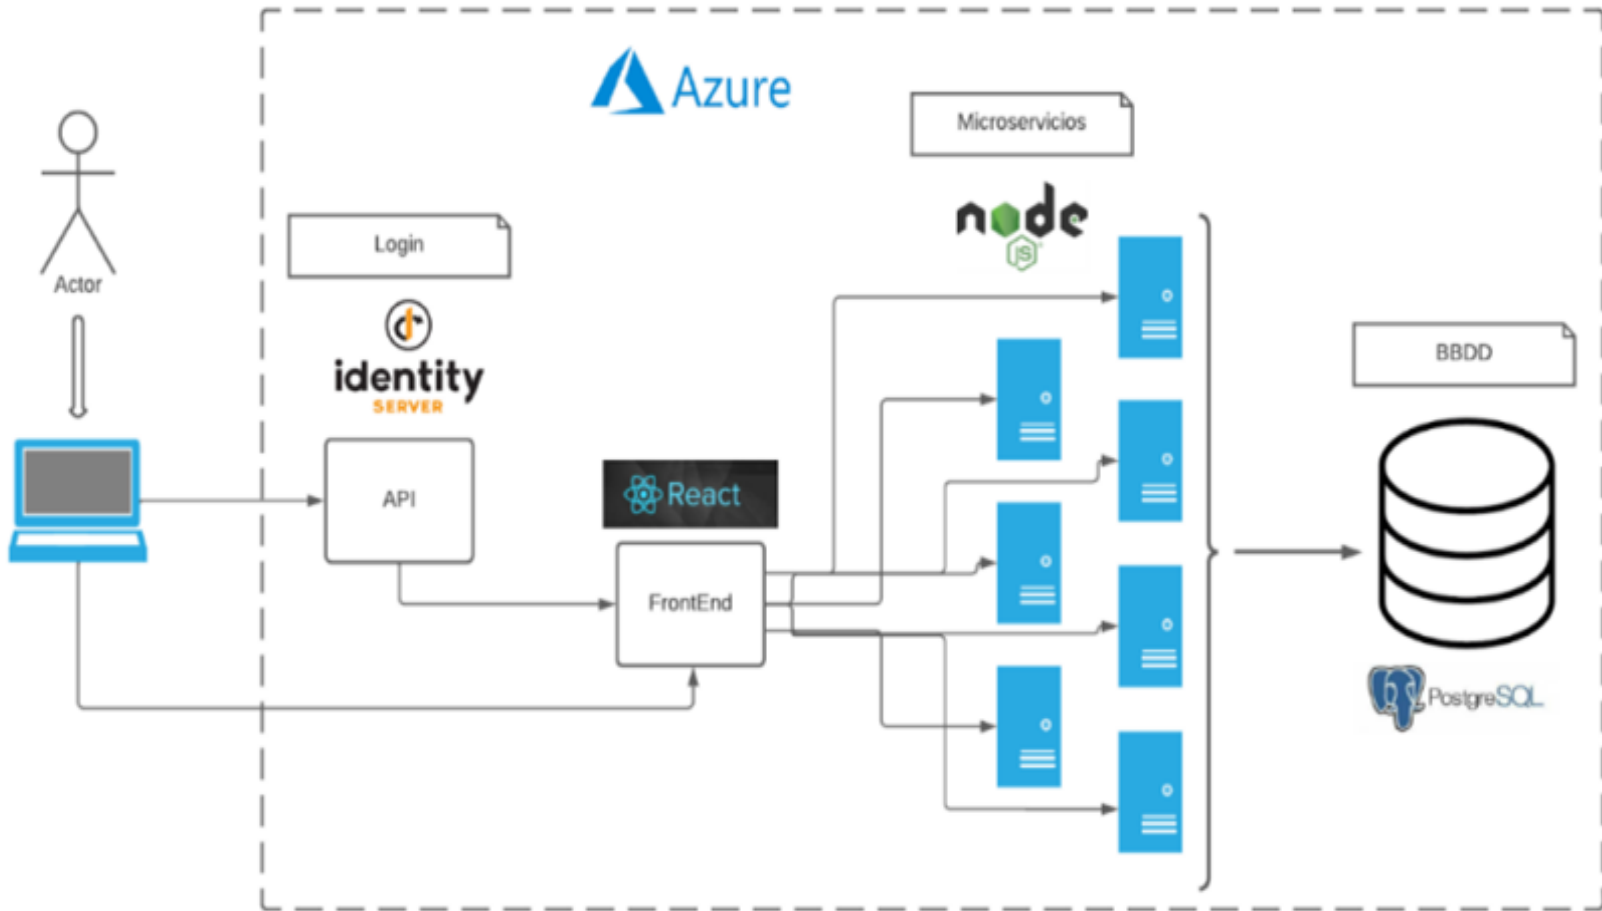 Azure
Microservicios
node
JS
Login
Actor
identity
SERVER
BBDD
API
React
FrontEnd
PostgreSQL